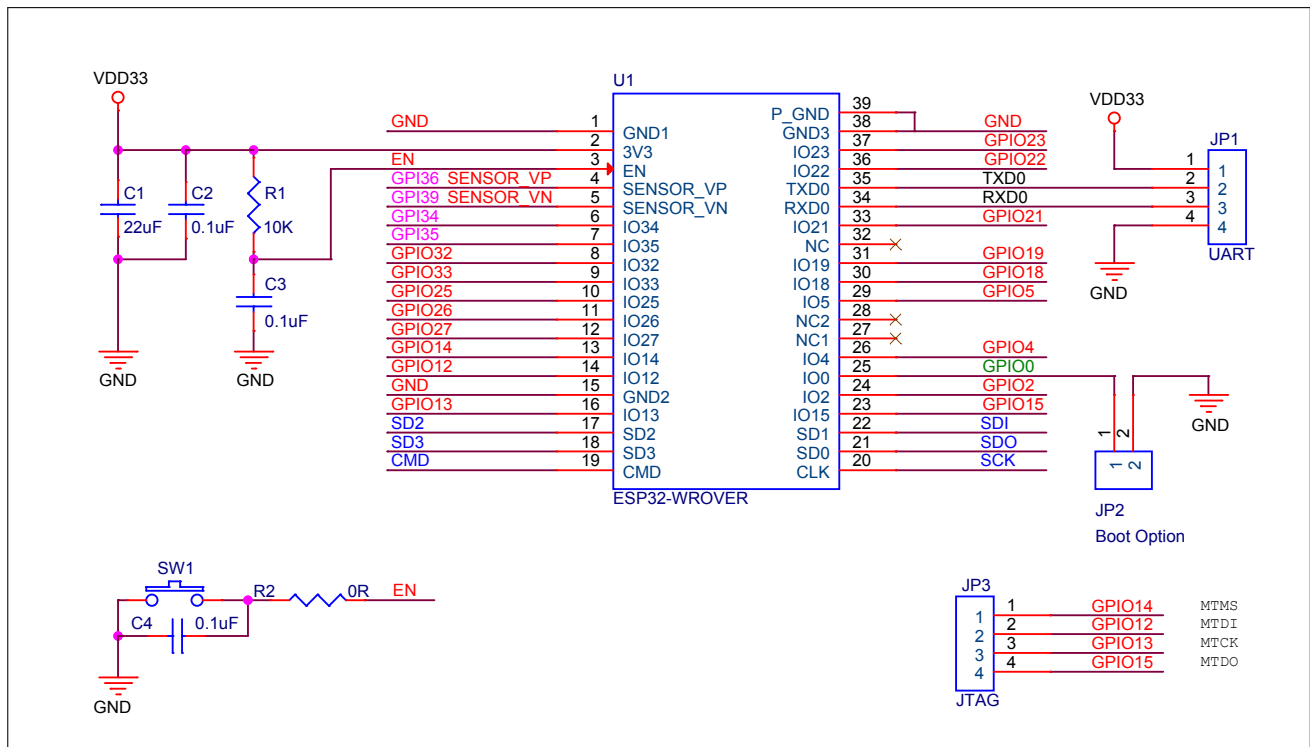 VDD33
C1
22uF
C2
0.1uF
R1
10K
C3
0.1uF
GND
GND
U1
GND 1 GND1
2 3V3
EN 3 EN
GPI36 SENSOR_VP 4 SENSOR_VP
GPI39 SENSOR_VN 5 SENSOR_VN
GPI34 6 IO34
GPI35 7 IO35
GPIO32 8 IO32
GPIO33 9 IO33
GPIO25 10 IO25
GPIO26 11 IO26
GPIO27 12 IO27
GPIO14 13 IO14
GPIO12 14 IO12
GND 15 GND2
GPIO13 16 IO13
SD2 17 SD2
SD3 18 SD3
CMD 19 CMD
P_GND 39
GND3 38 GND
IO23 37 GPIO23
IO22 36 GPIO22
TXD0 35 TXD0
RXD0 34 RXD0
IO21 33 GPIO21
NC 32
IO19 31 GPIO19
IO18 30 GPIO18
IO5 29 GPIO5
NC2 28
NC1 27
IO4 26 GPIO4
IO0 25 GPIO0
IO2 24 GPIO2
IO15 23 GPIO15
SD1 22 SDI
SD0 21 SDO
CLK 20 SCK
ESP32-WROVER
VDD33
JP1
1 1
2 2
3 3
4 4
UART
GND
GND
1 2
1 2
JP2
Boot Option
SW1
R2 0R EN
C4 0.1uF
GND
JP3
1 1 GPIO14 MTMS
2 2 GPIO12 MTDI
3 3 GPIO13 MTCK
4 4 GPIO15 MTDO
JTAG